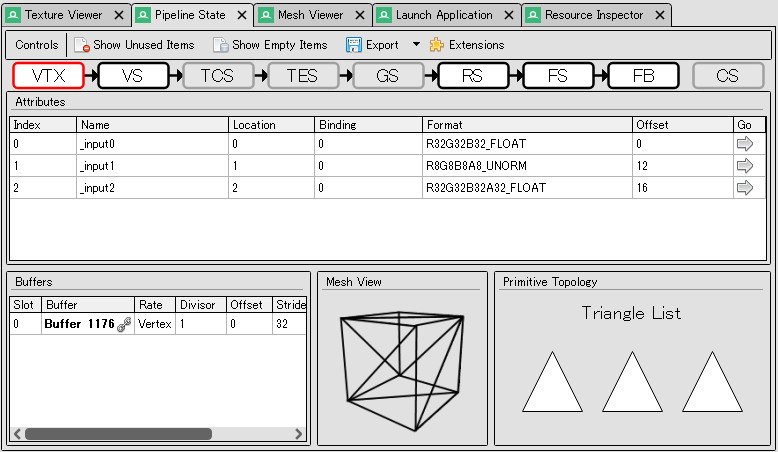 Texture Viewer Pipeline State Mesh Viewer Launch Application Resource Inspector
Controls Show Unused Items Show Empty Items Export Extensions
VTX VS TCS TES GS RS FS FB CS
Attributes
Index Name Location Binding Format Offset Go
0 _input0 0 0 R32G32B32_FLOAT 0
1 _input1 1 0 R8G8B8A8_UNORM 12
2 _input2 2 0 R32G32B32A32_FLOAT 16
Buffers Mesh View Primitive Topology
Slot Buffer Rate Divisor Offset Stride
0 Buffer 1176 Vertex 1 0 32
Triangle List